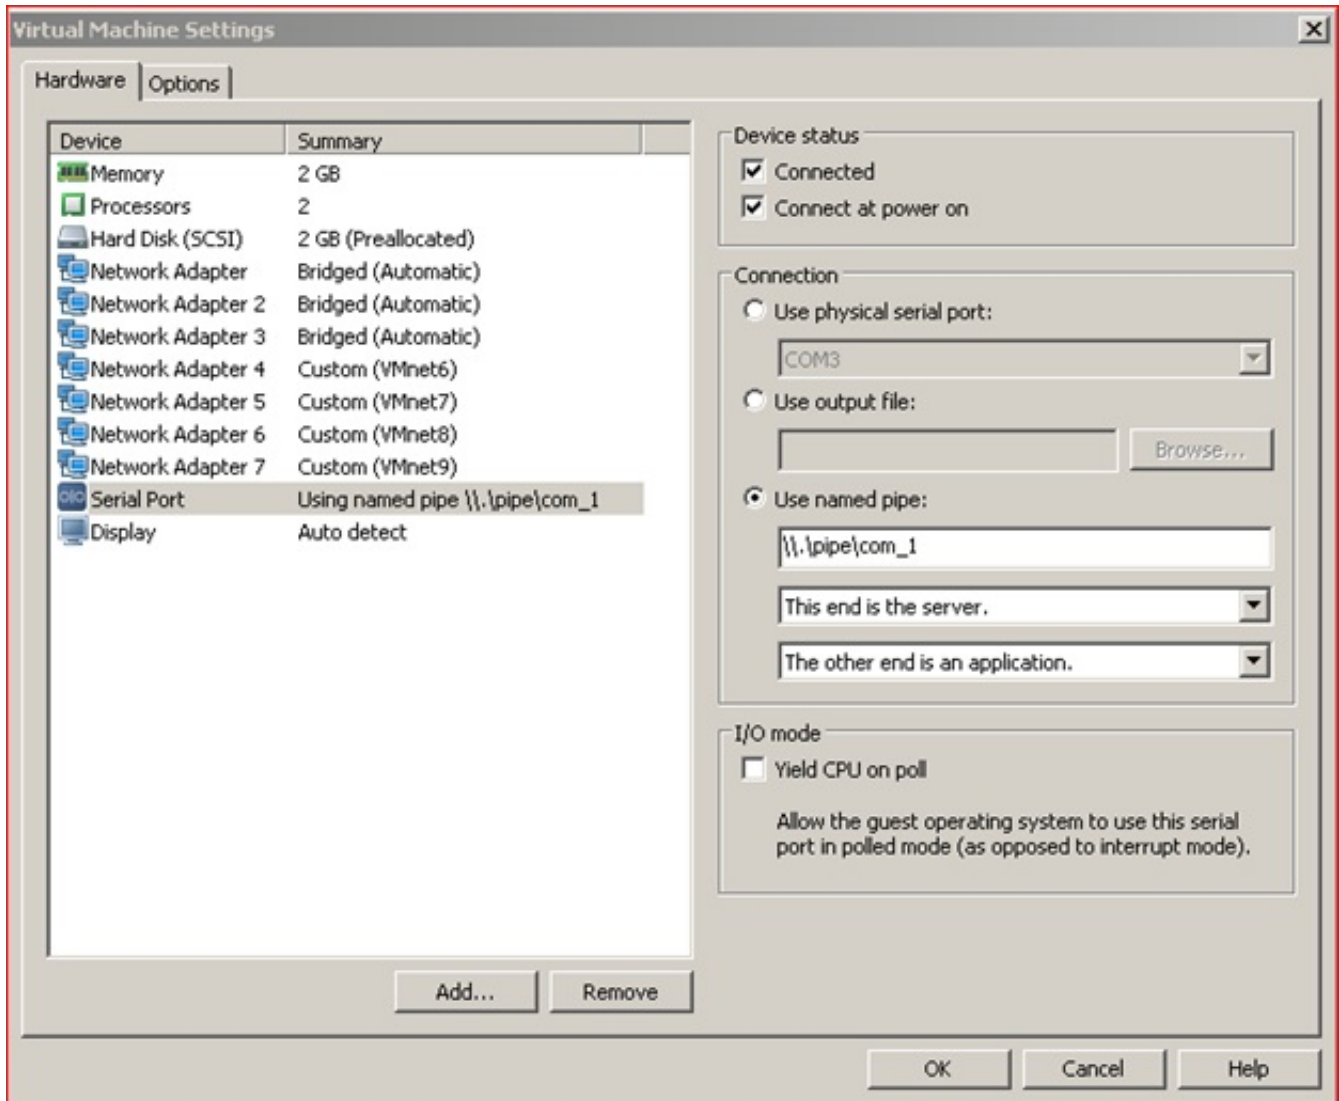 Virtual Machine Settings
Hardware Options
Device Summary
Memory 2 GB
Processors 2
Hard Disk (SCSI) 2 GB (Preallocated)
Network Adapter Bridged (Automatic)
Network Adapter 2 Bridged (Automatic)
Network Adapter 3 Bridged (Automatic)
Network Adapter 4 Custom (VMnet6)
Network Adapter 5 Custom (VMnet7)
Network Adapter 6 Custom (VMnet8)
Network Adapter 7 Custom (VMnet9)
Serial Port Using named pipe \\.\pipe\com_1
Display Auto detect
Add... Remove
Device status
Connected
Connect at power on
Connection
Use physical serial port:
COM3
Use output file:
Browse...
Use named pipe:
\\.\pipe\com_1
This end is the server.
The other end is an application.
I/O mode
Yield CPU on poll
Allow the guest operating system to use this serial
port in polled mode (as opposed to interrupt mode).
OK Cancel Help